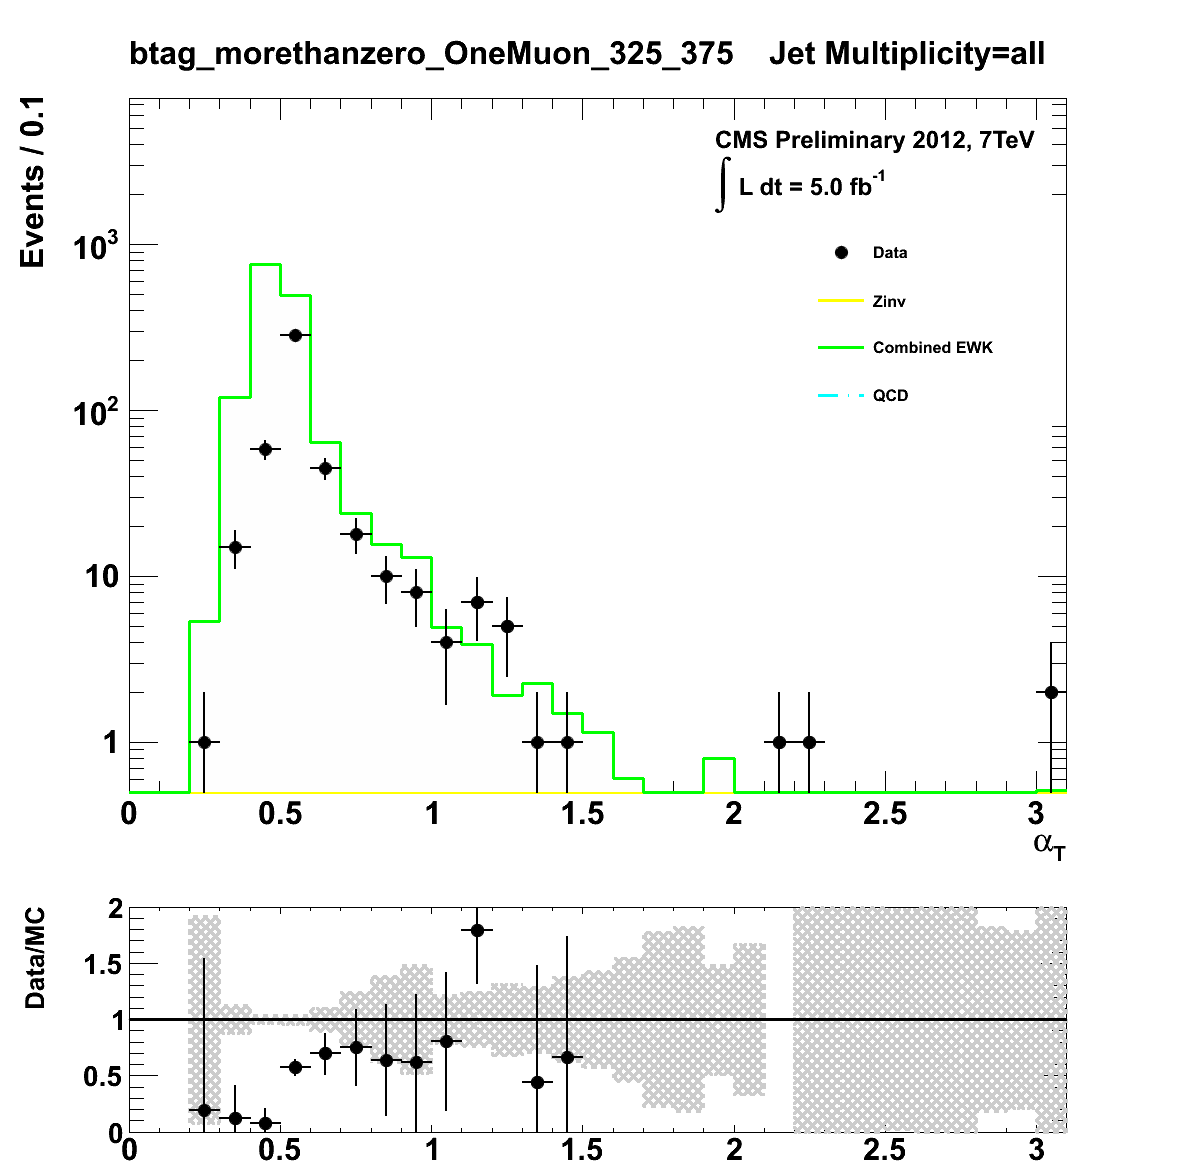 btag_morethanzero_OneMuon_325_375 Jet Multiplicity=all
Events / 0.1
CMS Preliminary 2012, 7TeV
∫ L dt = 5.0 fb⁻¹
Data
Zinv
Combined EWK
QCD
10³
10²
10
1
0 0.5 1 1.5 2 2.5 3
α_T
Data/MC
2
1.5
1
0.5
0
0 0.5 1 1.5 2 2.5 3